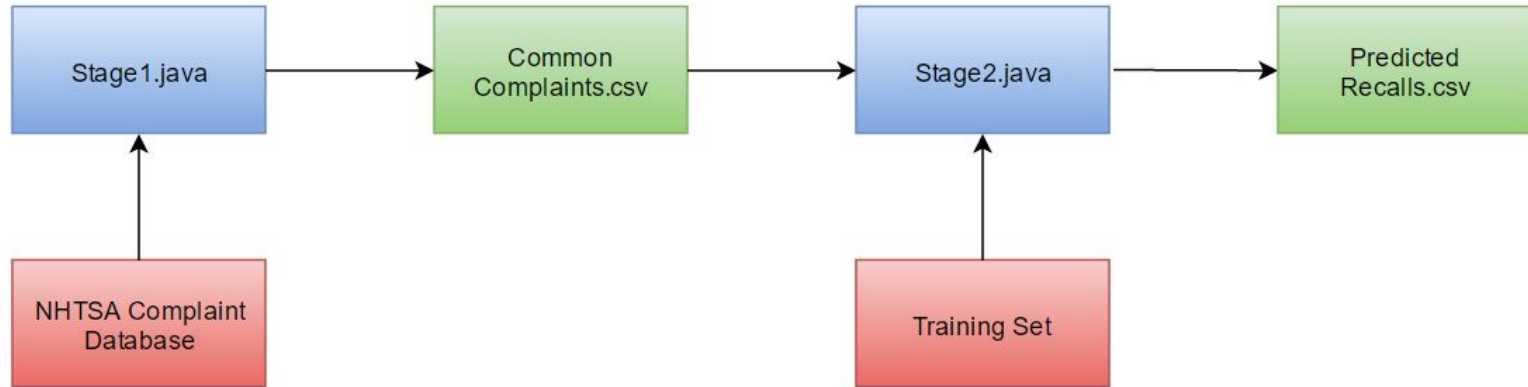 Stage1.java
Common
Complaints.csv
Stage2.java
Predicted
Recalls.csv
NHTSA Complaint
Database
Training Set